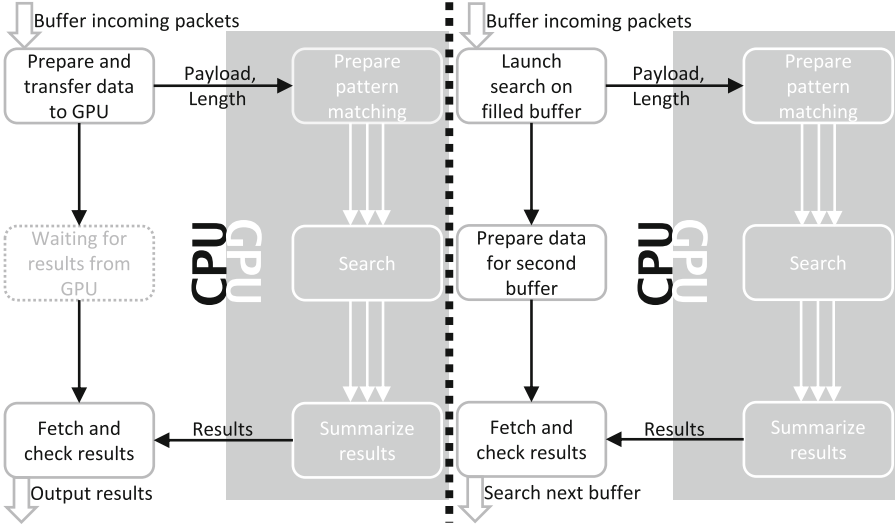 Buffer incoming packets
Prepare and
transfer data
to GPU
Payload,
Length
Prepare
pattern
matching
Waiting for
results from
GPU
CPU
GPU
Search
Fetch and
check results
Results
Summarize
results
Output results
Buffer incoming packets
Launch
search on
filled buffer
Payload,
Length
Prepare
pattern
matching
Prepare data
for second
buffer
CPU
GPU
Search
Fetch and
check results
Results
Summarize
results
Search next buffer